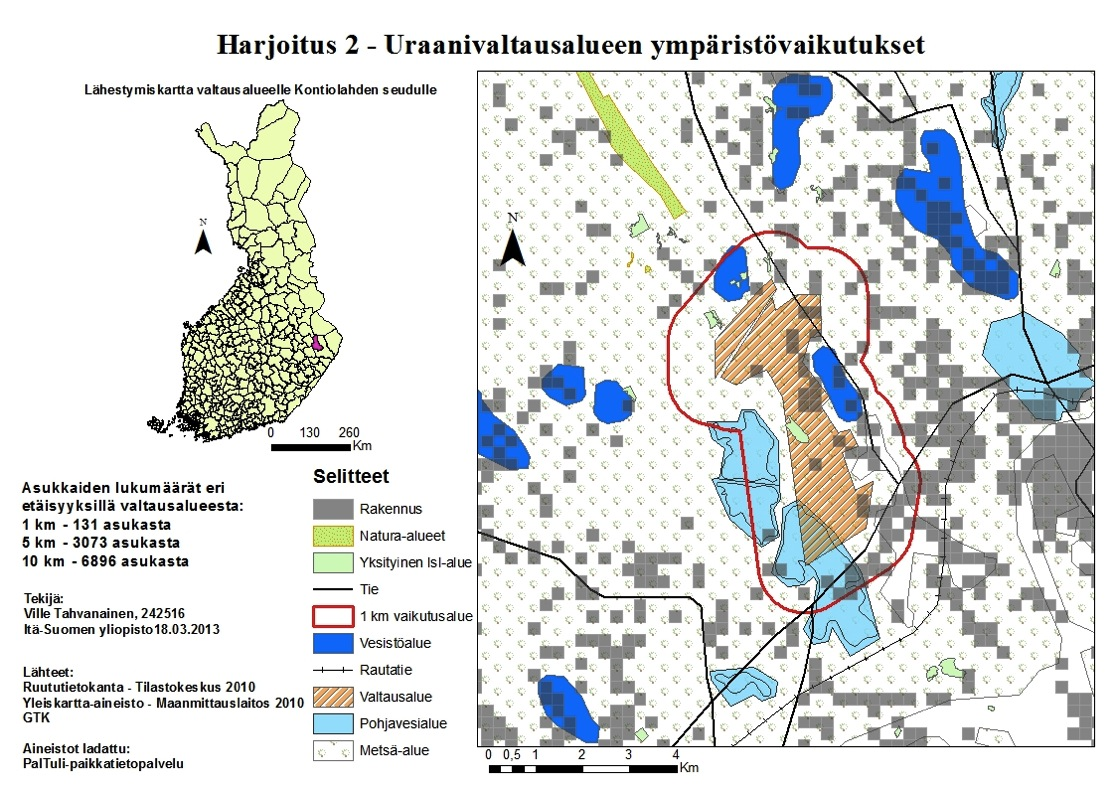 Harjoitus 2 - Uraanivaltausalueen ympäristövaikutukset
Lähestymiskartta valtausalueelle Kontiolahden seudulle
N
0 130 260
Km
Asukkaiden lukumäärät eri
etäisyyksillä valtausalueesta:
1 km - 131 asukasta
5 km - 3073 asukasta
10 km - 6896 asukasta
Tekijä:
Ville Tahvanainen, 242516
Itä-Suomen yliopisto18.03.2013
Lähteet:
Ruututietokanta - Tilastokeskus 2010
Yleiskartta-aineisto - Maanmittauslaitos 2010
GTK
Aineistot ladattu:
PalTuli-paikkatietopalvelu
Selitteet
Rakennus
Natura-alueet
Yksityinen lsl-alue
Tie
1 km vaikutusalue
Vesistöalue
Rautatie
Valtausalue
Pohjavesialue
Metsä-alue
N
0 0,5 1 2 3 4
Km